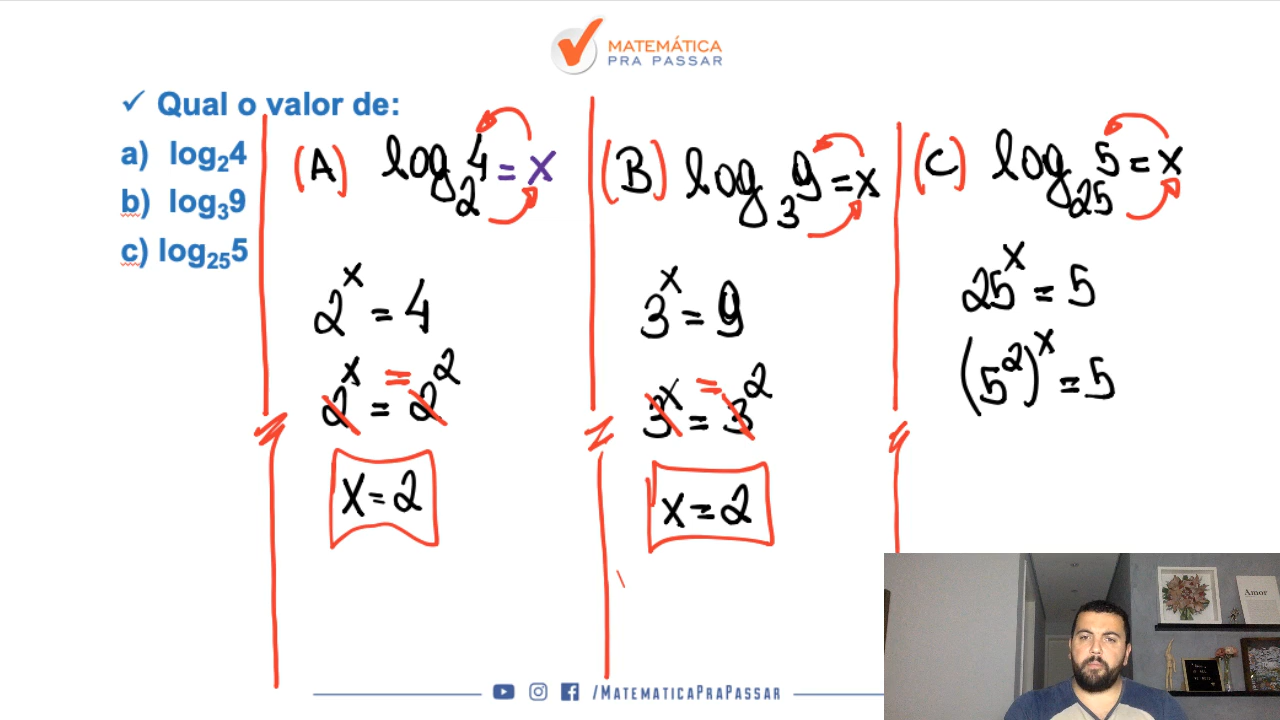 MATEMÁTICA
PRA PASSAR
✓ Qual o valor de:
a) log₂4
b) log₃9
c) log₂₅5
(A) log₂4 = x
2ˣ = 4
2ˣ = 2²
=
x = 2
(B) log₃9 = x
3ˣ = 9
3ˣ = 3²
=
x = 2
(C) log₂₅5 = x
25ˣ = 5
(5²)ˣ = 5
Amor
/MatematicaPraPassar